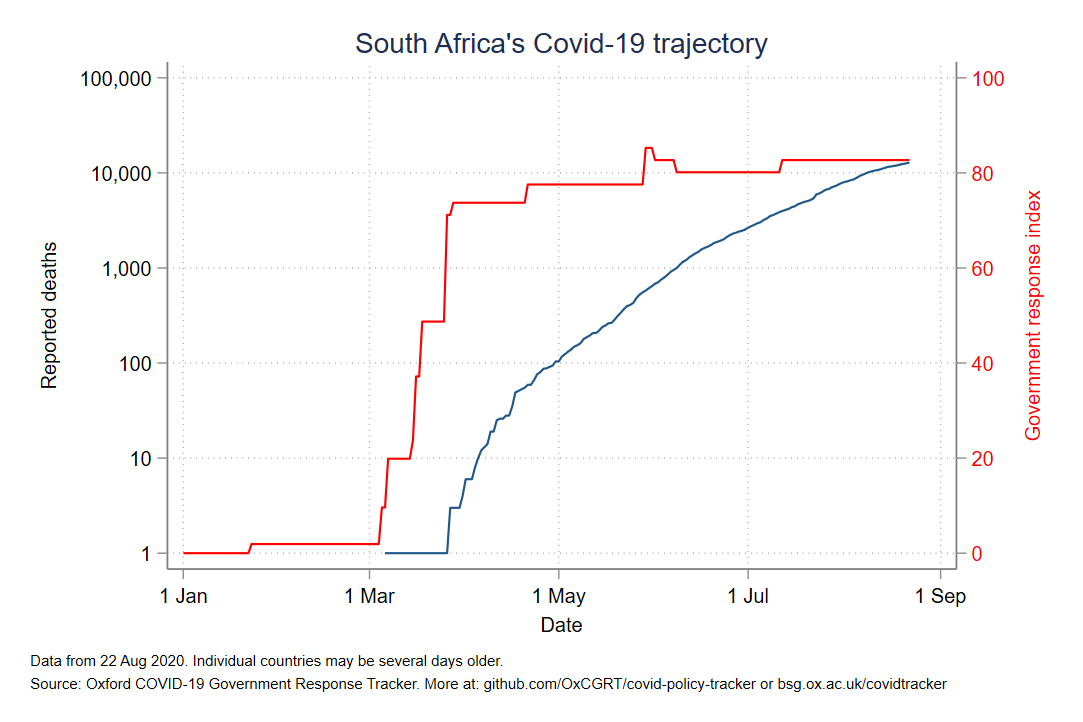 South Africa's Covid-19 trajectory
100,000
10,000
1,000
100
10
1
Reported deaths
100
80
60
40
20
0
Government response index
1 Jan
1 Mar
1 May
1 Jul
1 Sep
Date
Data from 22 Aug 2020. Individual countries may be several days older.
Source: Oxford COVID-19 Government Response Tracker. More at: github.com/OxCGRT/covid-policy-tracker or bsg.ox.ac.uk/covidtracker